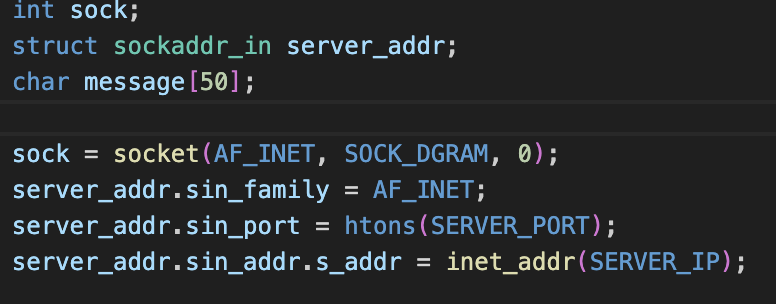 int sock;
struct sockaddr_in server_addr;
char message[50];
sock = socket(AF_INET, SOCK_DGRAM, 0);
server_addr.sin_family = AF_INET;
server_addr.sin_port = htons(SERVER_PORT);
server_addr.sin_addr.s_addr = inet_addr(SERVER_IP);